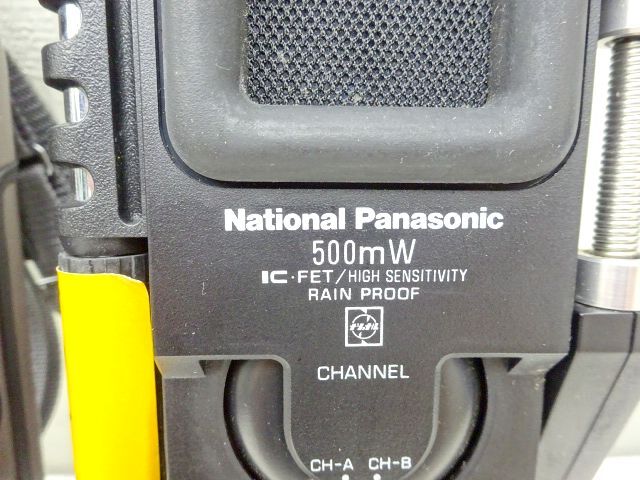 National Panasonic
500mW
IC·FET/HIGH SENSITIVITY
RAIN PROOF
CHANNEL
CH-A CH-B